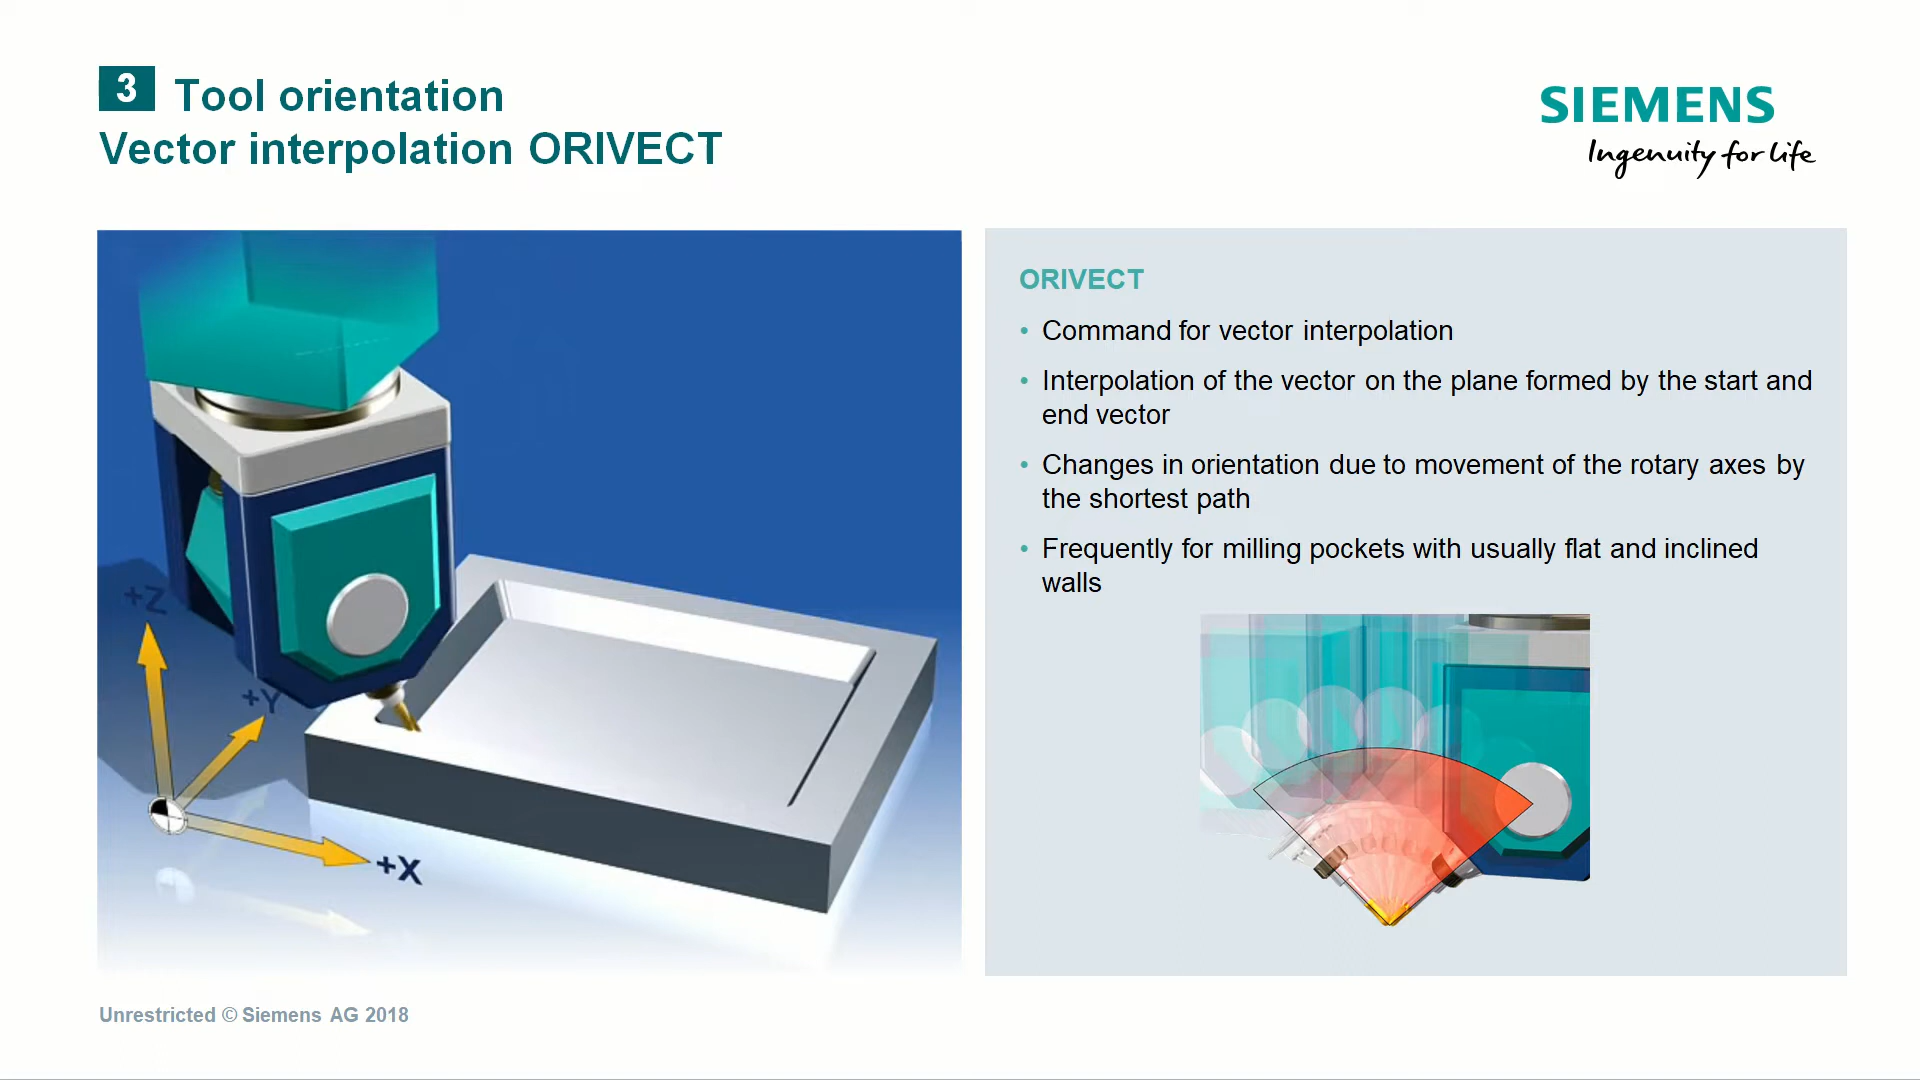 3 Tool orientation
Vector interpolation ORIVECT
SIEMENS
Ingenuity for life
+Z
+Y
+X
ORIVECT
• Command for vector interpolation
• Interpolation of the vector on the plane formed by the start and
end vector
• Changes in orientation due to movement of the rotary axes by
the shortest path
• Frequently for milling pockets with usually flat and inclined
walls
Unrestricted © Siemens AG 2018